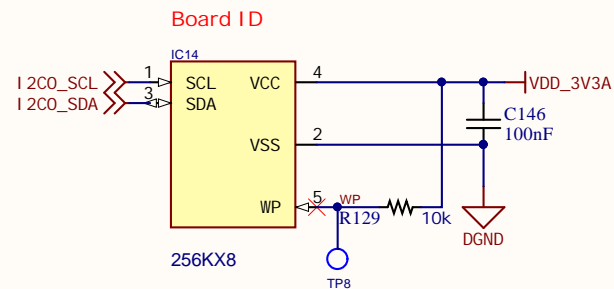 Board ID
IC14
I2C0_SCL 1 SCL VCC 4 VDD_3V3A
I2C0_SDA 3 SDA
C146
100nF
VSS 2
WP 5 WP
R129 10k
DGND
256KX8
TP8